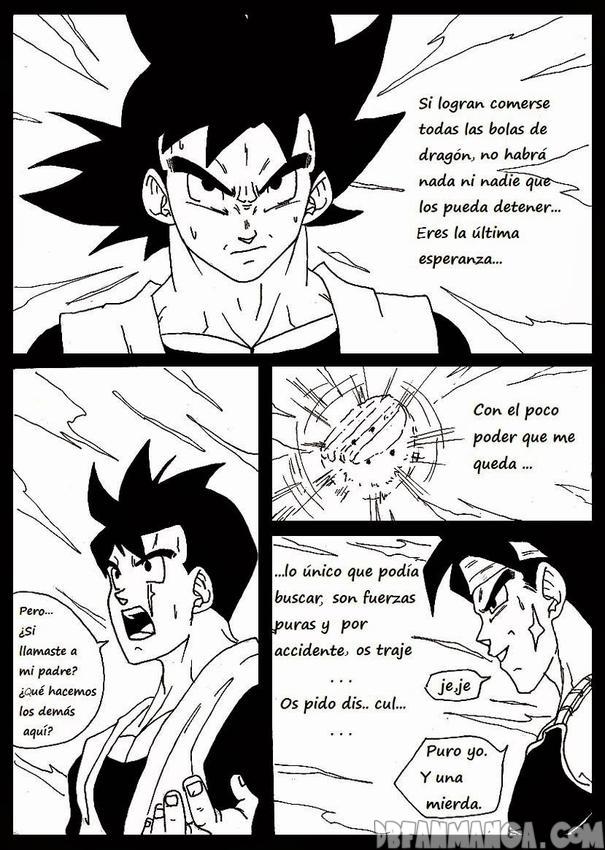 Si logran comerse
todas las bolas de
dragón, no habrá
nada ni nadie que
los pueda detener...
Eres la última
esperanza...
Pero...
¿Si
llamaste a
mi padre?
¿Qué hacemos
los demás
aquí?
Con el poco
poder que me
queda ...
...lo único que podía
buscar, son fuerzas
puras y por
accidente, os traje
. . .
Os pido dis.. cul...
. . .
je,je
Puro yo.
Y una
mierda.
DBFANMANGA.COM